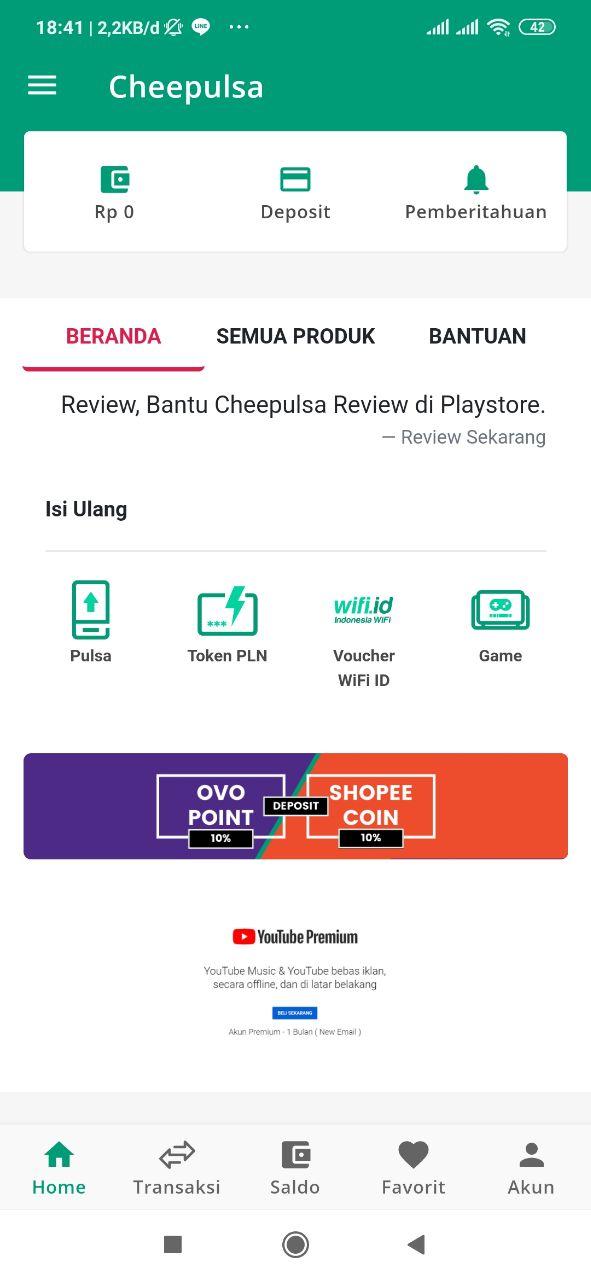 18:41 | 2,2KB/d LINE ... 42
Cheepulsa
Rp 0 Deposit Pemberitahuan
BERANDA SEMUA PRODUK BANTUAN
Review, Bantu Cheepulsa Review di Playstore.
— Review Sekarang
Isi Ulang
wifi.id
Indonesia WiFi
***
Pulsa Token PLN Voucher WiFi ID Game
OVO POINT
10%
DEPOSIT
SHOPEE COIN
10%
YouTube Premium
YouTube Music & YouTube bebas iklan,
secara offline, dan di latar belakang
BELI SEKARANG
Akun Premium - 1 Bulan ( New Email )
Home Transaksi Saldo Favorit Akun